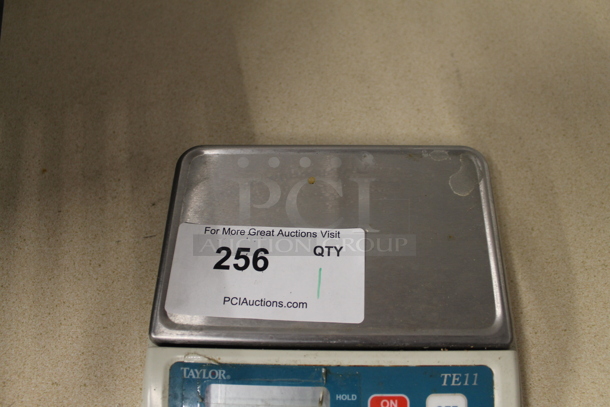 PCI
AUCTION GROUP
For More Great Auctions Visit
256 QTY
1
PCIAuctions.com
TAYLOR®
TE11
HOLD
ON